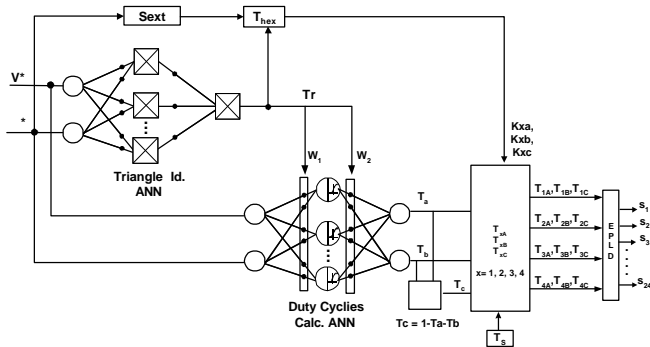 Sext
T hex
V*
*
Tr
Kxa,
Kxb,
Kxc
Triangle Id.
ANN
W1
W2
Ta
Tb
Tc
TxA
TxB
TxC
x= 1, 2, 3, 4
T1A, T1B, T1C
T2A, T2B, T2C
T3A, T3B, T3C
T4A, T4B, T4C
E
P
L
D
S1
S2
S3
S24
Duty Cyclies
Calc. ANN
Tc = 1-Ta-Tb
TS